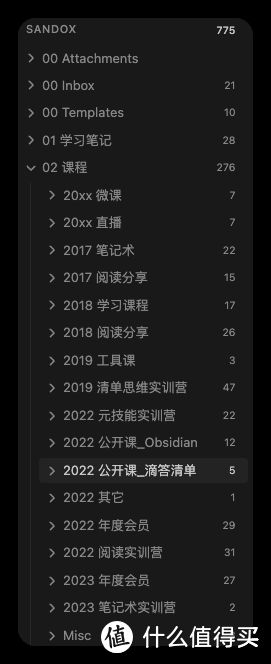 SANDOX 775
00 Attachments
00 Inbox 21
00 Templates 10
01 学习笔记 28
02 课程 276
20xx 微课 7
20xx 直播 7
2017 笔记术 22
2017 阅读分享 15
2018 学习课程 17
2018 阅读分享 26
2019 工具课 3
2019 清单思维实训营 47
2022 元技能实训营 22
2022 公开课_Obsidian 12
2022 公开课_滴答清单 5
2022 其它 1
2022 年度会员 29
2022 阅读实训营 31
2023 年度会员 27
2023 笔记术实训营 2
Misc
值 什么值得买